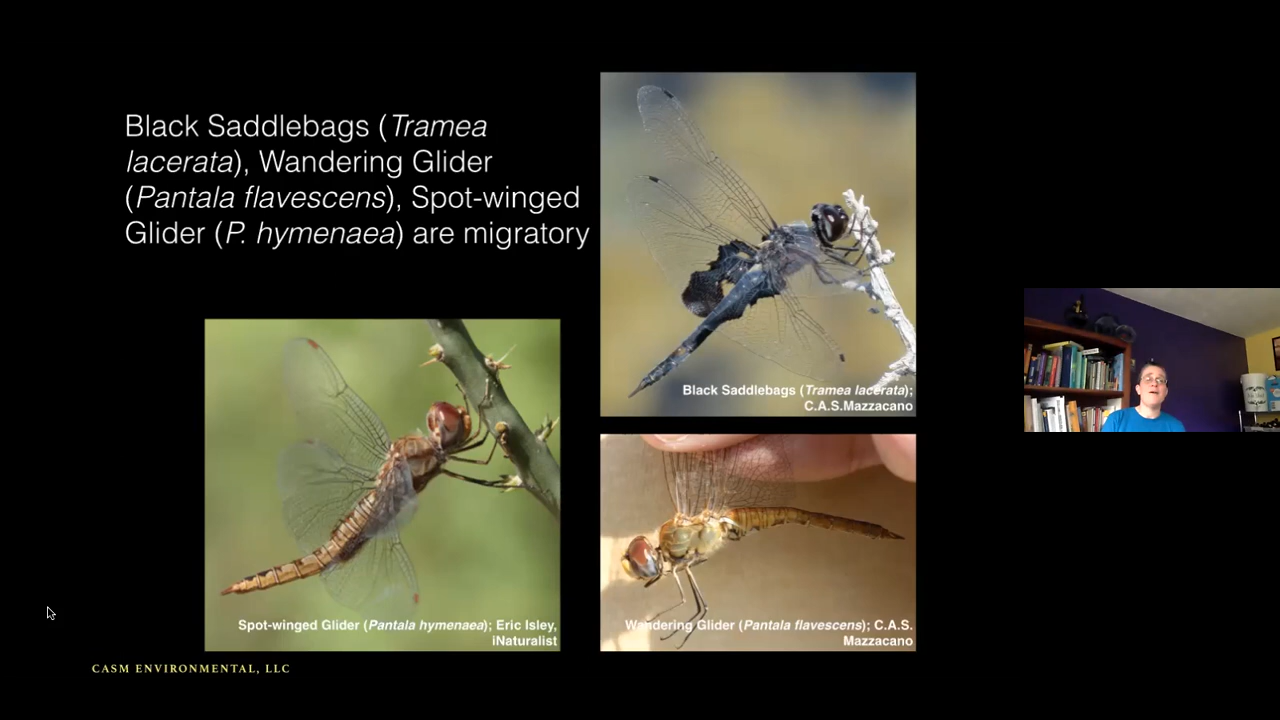 Black Saddlebags (Tramea
lacerata), Wandering Glider
(Pantala flavescens), Spot-winged
Glider (P. hymenaea) are migratory
Black Saddlebags (Tramea lacerata);
C.A.S.Mazzacano
Spot-winged Glider (Pantala hymenaea); Eric Isley,
iNaturalist
Wandering Glider (Pantala flavescens); C.A.S.
Mazzacano
CASM ENVIRONMENTAL, LLC